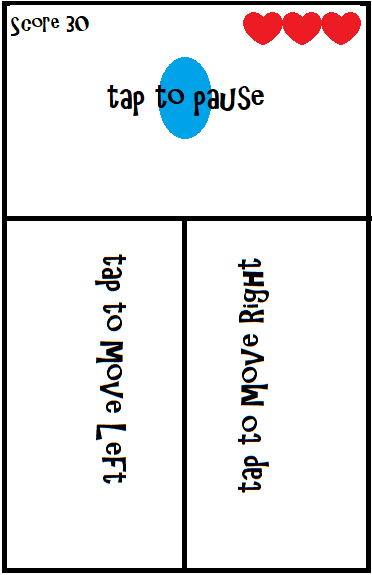 Score 30
tap to pause
tap to Move Left
tap to Move Right